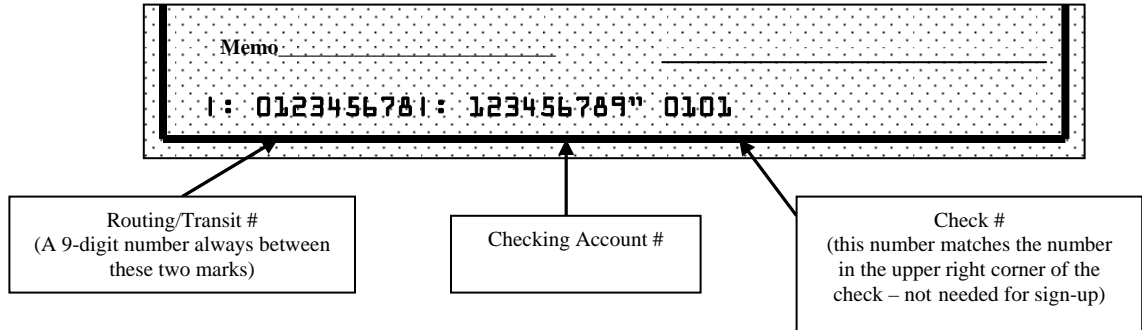 Memo
|: 012345678|: 123456789" 0101
Routing/Transit #
(A 9-digit number always between
these two marks)
Checking Account #
Check #
(this number matches the number
in the upper right corner of the
check – not needed for sign-up)